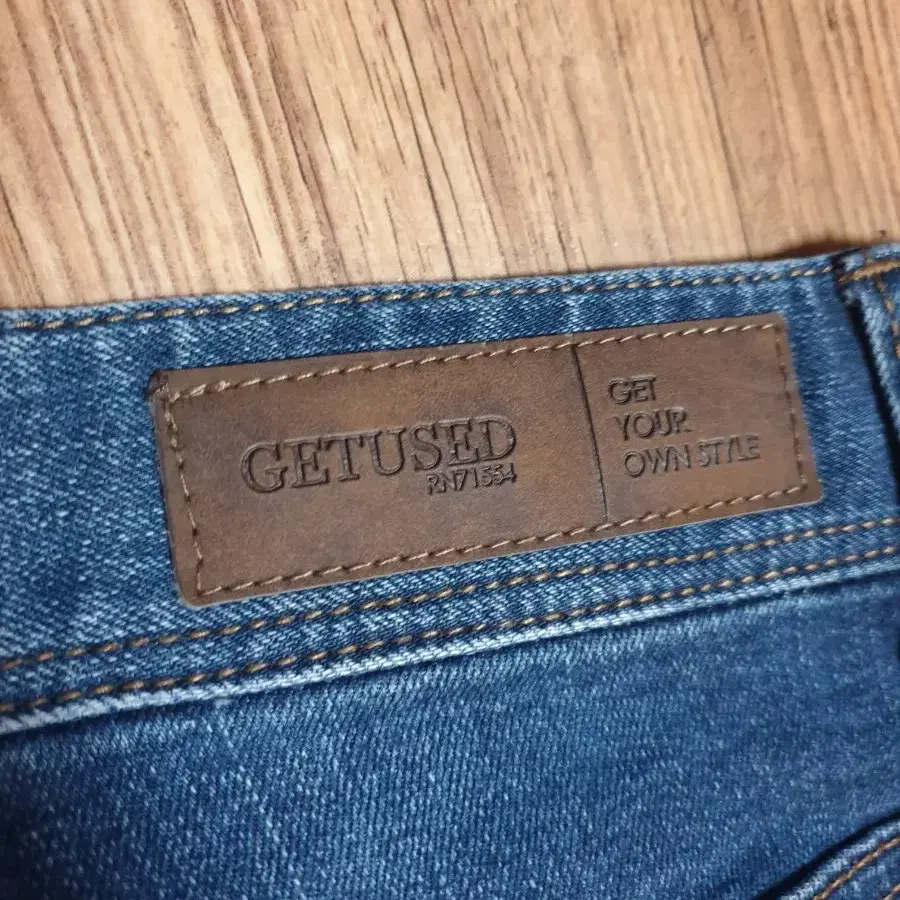 GETUSED
RN71554
GET
YOUR
OWN STYLE